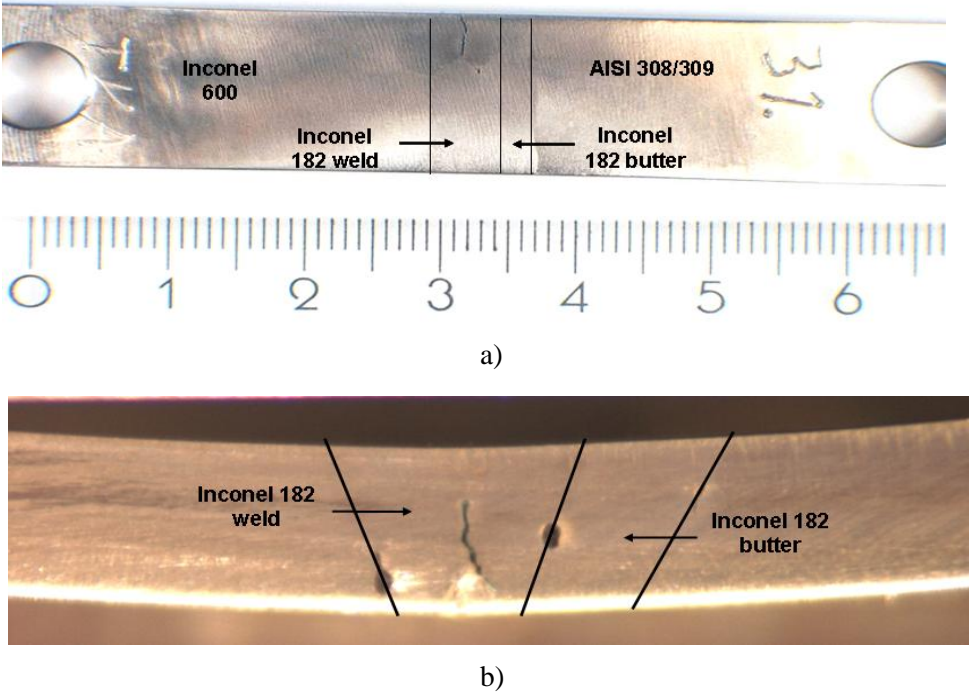 Inconel
600
AISI 308/309
Inconel
182 weld
Inconel
182 butter
0 1 2 3 4 5 6
a)
Inconel 182
weld
Inconel 182
butter
b)